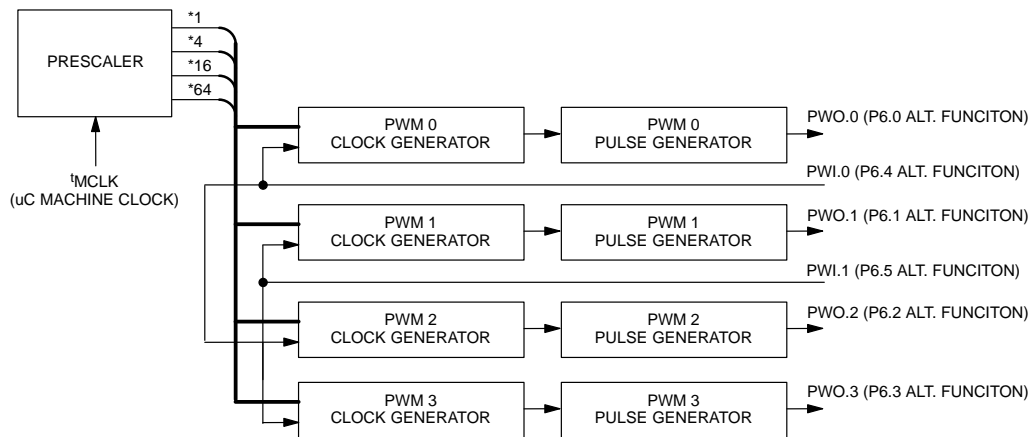 *1
*4
PRESCALER
*16
*64
tMCLK
(uC MACHINE CLOCK)
PWM 0
CLOCK GENERATOR
PWM 0
PULSE GENERATOR
PWO.0 (P6.0 ALT. FUNCITON)
PWI.0 (P6.4 ALT. FUNCITON)
PWM 1
CLOCK GENERATOR
PWM 1
PULSE GENERATOR
PWO.1 (P6.1 ALT. FUNCITON)
PWI.1 (P6.5 ALT. FUNCITON)
PWM 2
CLOCK GENERATOR
PWM 2
PULSE GENERATOR
PWO.2 (P6.2 ALT. FUNCITON)
PWM 3
CLOCK GENERATOR
PWM 3
PULSE GENERATOR
PWO.3 (P6.3 ALT. FUNCITON)